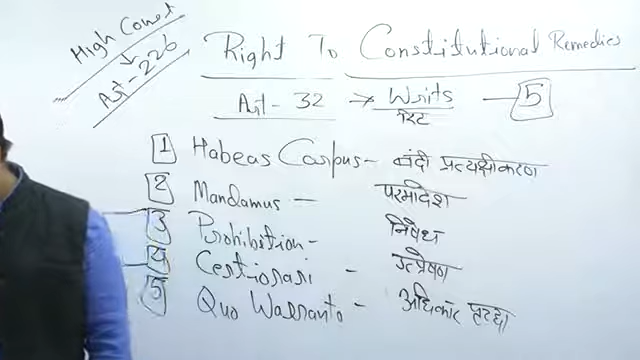 High Court
Art-226
Right To Constitutional Remedies
Art-32 → Writs — 5
रिट
1 Habeas Corpus - बंदी प्रत्यक्षीकरण
2 Mandamus - परमादेश
3 Prohibition - निषेध
4 Certiorari - उत्प्रेषण
5 Quo Warranto - अधिकार पृच्छा